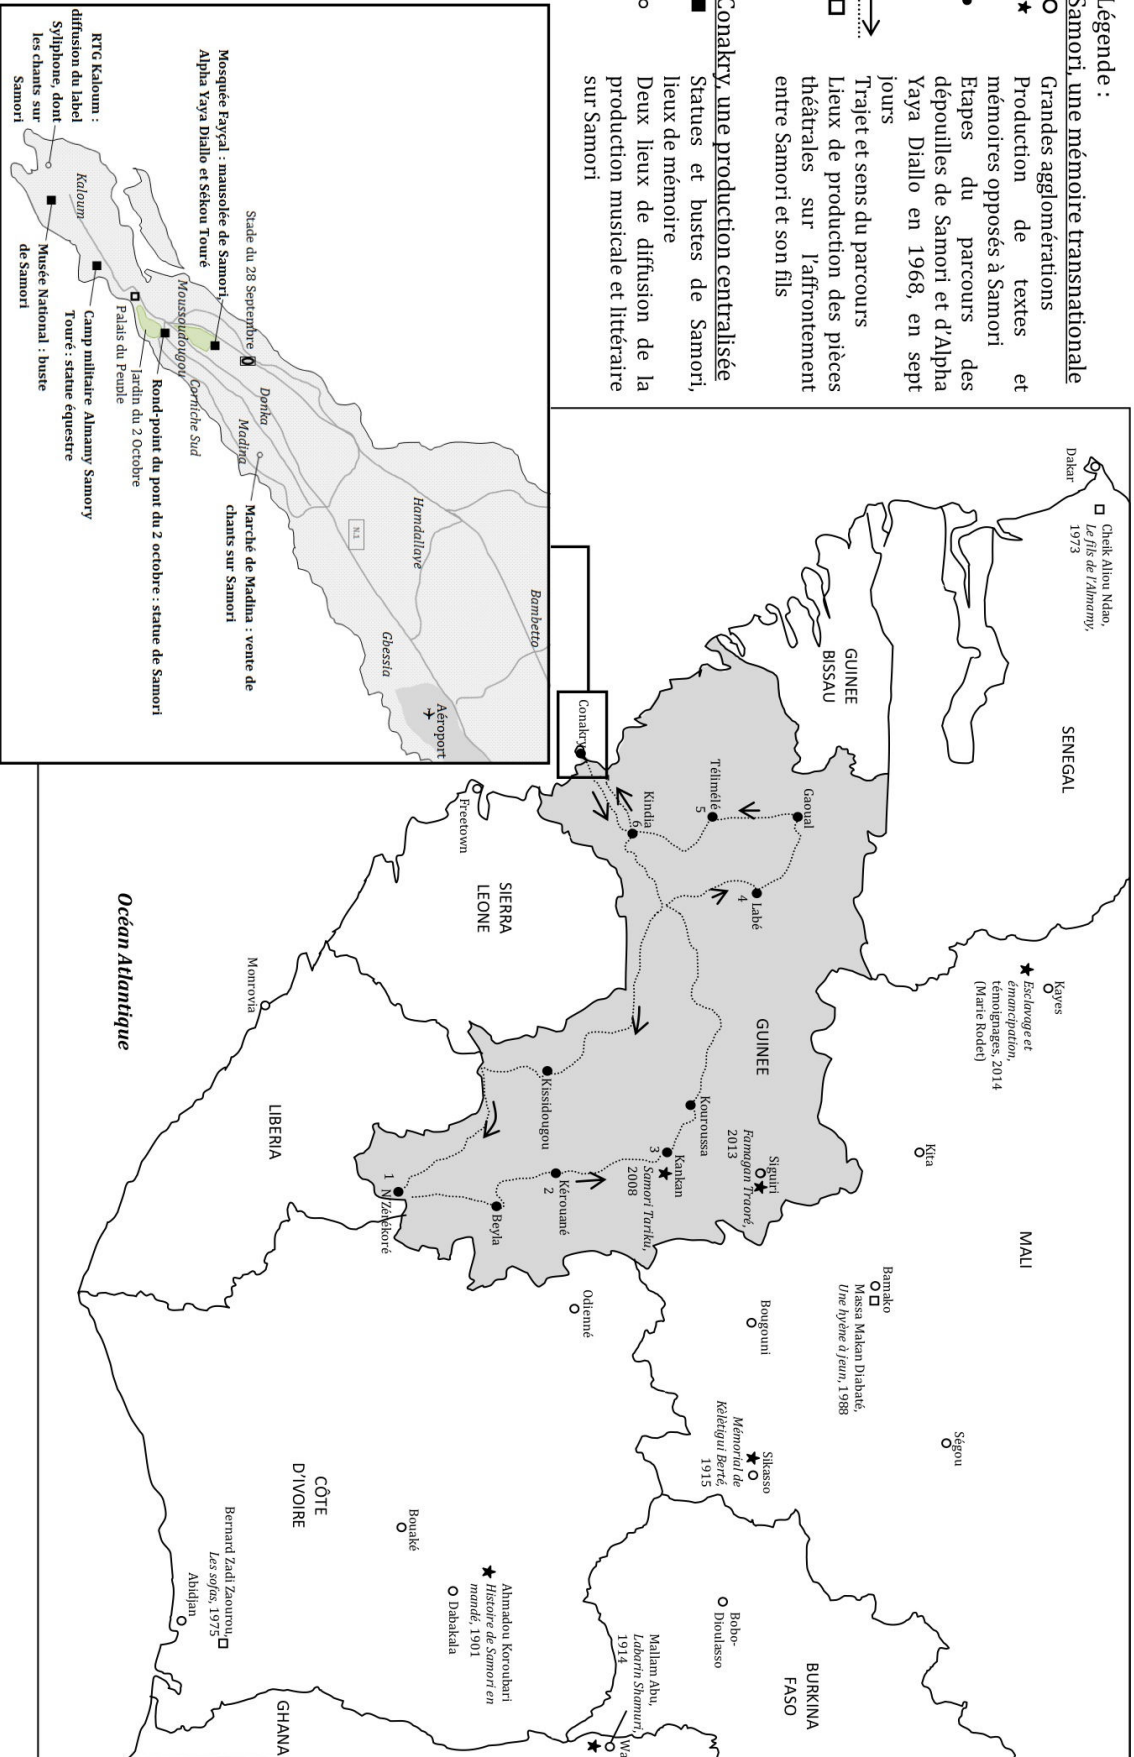 Légende :
Samori, une mémoire transnationale
Grandes agglomérations
Production de textes et
mémoires opposés à Samori
Etapes du parcours des
dépouilles de Samori et d'Alpha
Yaya Diallo en 1968, en sept
jours
Trajet et sens du parcours
Lieux de production des pièces
théâtrales sur l'affrontement
entre Samori et son fils
Conakry, une production centralisée
Statues et bustes de Samori,
lieux de mémoire
Deux lieux de diffusion de la
production musicale et littéraire
sur Samori
Dakar
Cheik Aliou Ndao,
Le fils de l'Almamy,
1973
SENEGAL
GUINEE
BISSAU
Kayes
Esclavage et
émancipation,
témoignages, 2014
(Marie Rodet)
Kita
MALI
Ségou
Bamako
Massa Makan Diabaté,
Une hyène à jeun, 1988
Bougouni
Sikasso
Mémorial de
Kèlètigui Berté,
1915
Bobo-
Dioulasso
BURKINA
FASO
Gaoual
Télimélé
5
Labé
4
Kindia
6
Conakry
GUINEE
Siguiri
Famagan Traoré,
2013
Kouroussa
Kankan
3
Samori Tariku,
2008
Kissidougou
Kérouané
2
Beyla
1
N'Zérékoré
Odienné
Freetown
SIERRA
LEONE
Monrovia
LIBERIA
Océan Atlantique
CÔTE
D'IVOIRE
Bouaké
Ahmadou Koroubari
Histoire de Samori en
mandé, 1901
Dabakala
Mallam Abu,
Labarin Shamuri,
1914
Wa
Bernard Zadi Zaourou,
Les sofas, 1975
Abidjan
GHANA
RTG Kaloum :
diffusion du label
Syliphone, dont
les chants sur
Samori
Mosquée Fayçal : mausolée de Samori,
Alpha Yaya Diallo et Sékou Touré
Stade du 28 Septembre
Kaloum
Moussoudougou
Corniche Sud
Donka
Madina
Hamdallaye
Bambetto
Gbessia
Aéroport
N.1
Musée National : buste
de Samori
Camp militaire Almamy Samory
Touré : statue équestre
Palais du Peuple
Jardin du 2 Octobre
Rond-point du pont du 2 octobre : statue de Samori
Marché de Madina : vente de
chants sur Samori